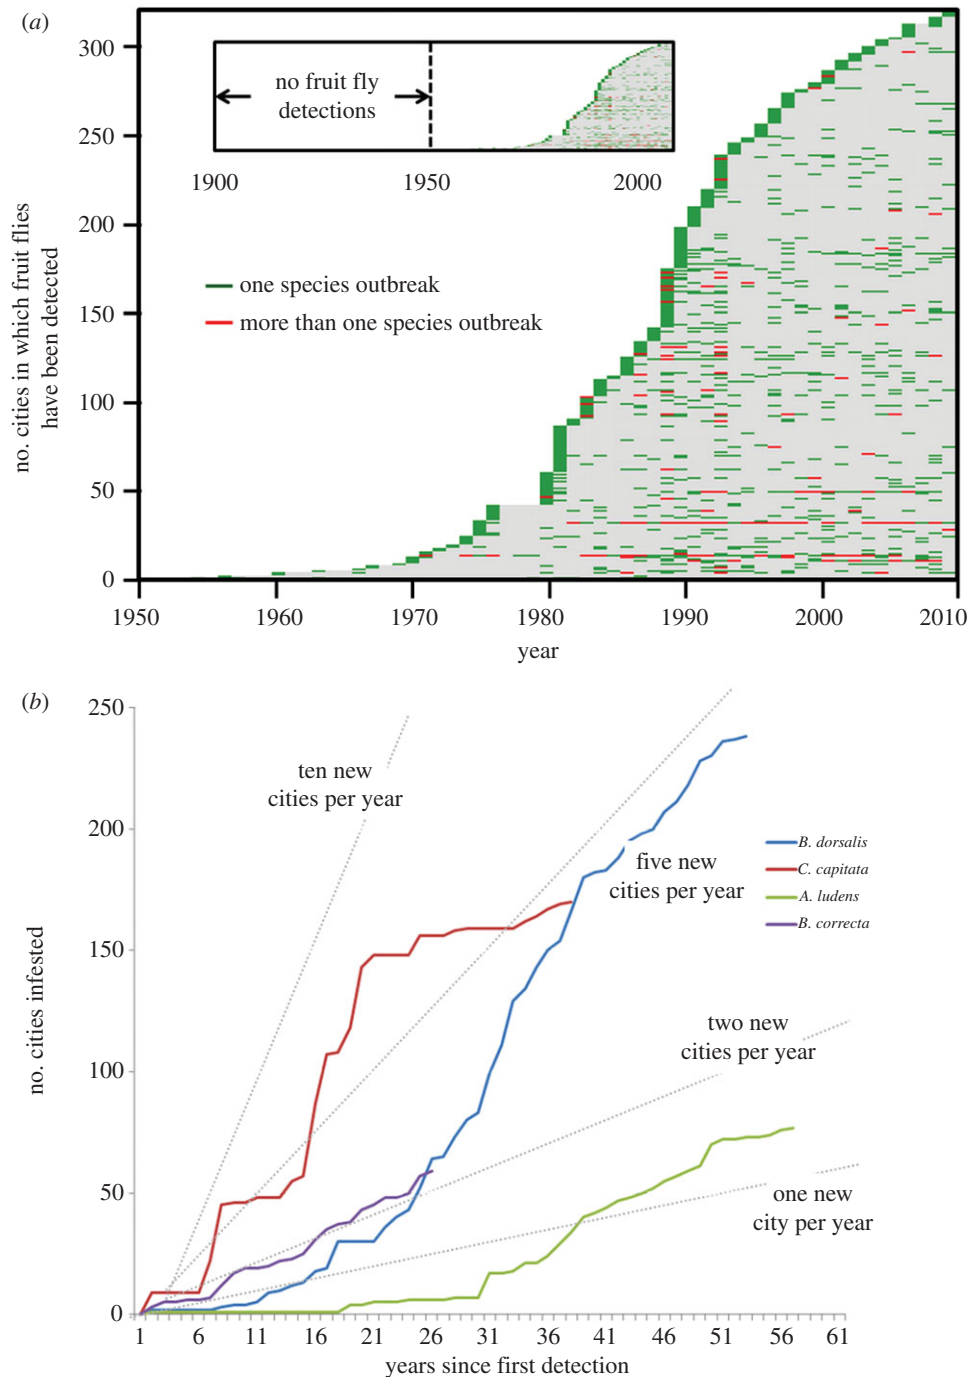 (a)
300
250
200
150
100
50
0
no. cities in which fruit flies
have been detected
no fruit fly
detections
1900
1950
2000
one species outbreak
more than one species outbreak
1950
1960
1970
1980
1990
2000
2010
year
(b)
250
200
150
100
50
0
no. cities infested
ten new
cities per year
five new
cities per year
B. dorsalis
C. capitata
A. ludens
B. correcta
two new
cities per year
one new
city per year
1
6
11
16
21
26
31
36
41
46
51
56
61
years since first detection